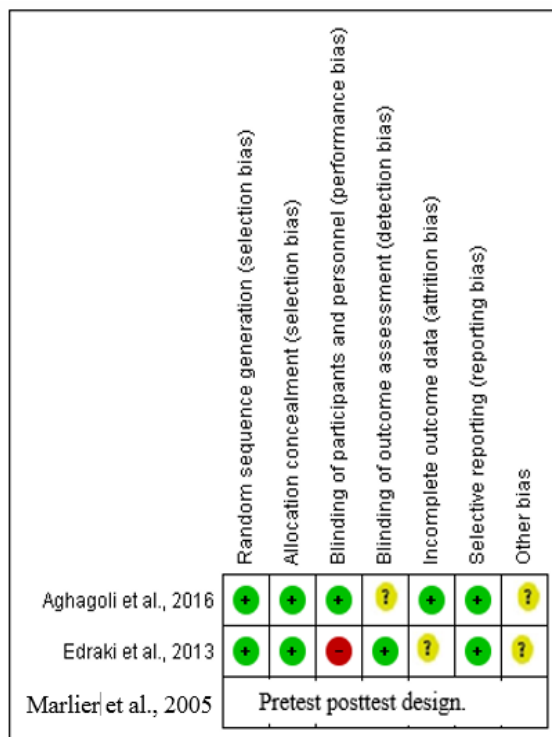 Random sequence generation (selection bias)
Allocation concealment (selection bias)
Blinding of participants and personnel (performance bias)
Blinding of outcome assessment (detection bias)
Incomplete outcome data (attrition bias)
Selective reporting (reporting bias)
Other bias
Aghagoli et al., 2016 + + + ? + + ?
Edraki et al., 2013 + + - + ? + ?
Marlier et al., 2005 Pretest posttest design.